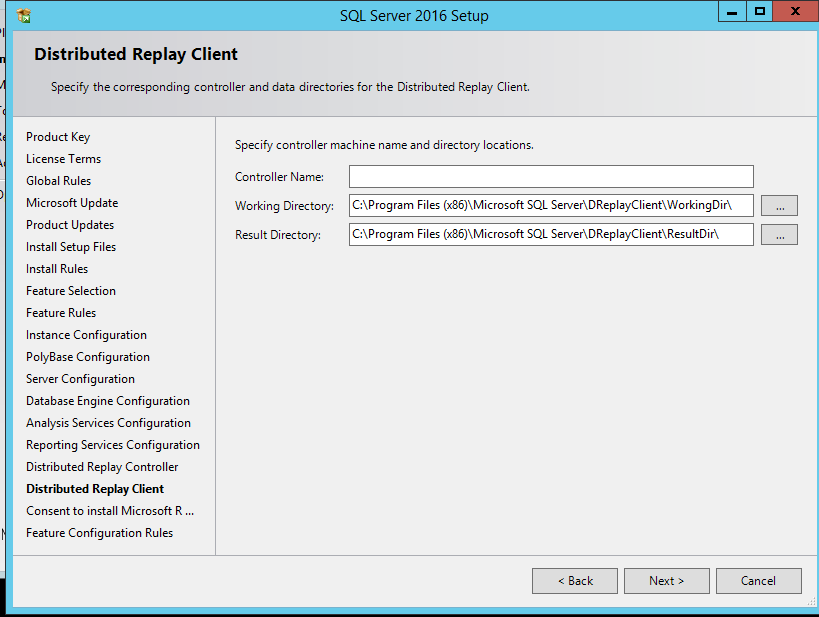 SQL Server 2016 Setup
Distributed Replay Client
Specify the corresponding controller and data directories for the Distributed Replay Client.
Product Key
License Terms
Global Rules
Microsoft Update
Product Updates
Install Setup Files
Install Rules
Feature Selection
Feature Rules
Instance Configuration
PolyBase Configuration
Server Configuration
Database Engine Configuration
Analysis Services Configuration
Reporting Services Configuration
Distributed Replay Controller
Distributed Replay Client
Consent to install Microsoft R ...
Feature Configuration Rules
Specify controller machine name and directory locations.
Controller Name:
Working Directory: C:\Program Files (x86)\Microsoft SQL Server\DReplayClient\WorkingDir\ ...
Result Directory: C:\Program Files (x86)\Microsoft SQL Server\DReplayClient\ResultDir\ ...
< Back Next > Cancel